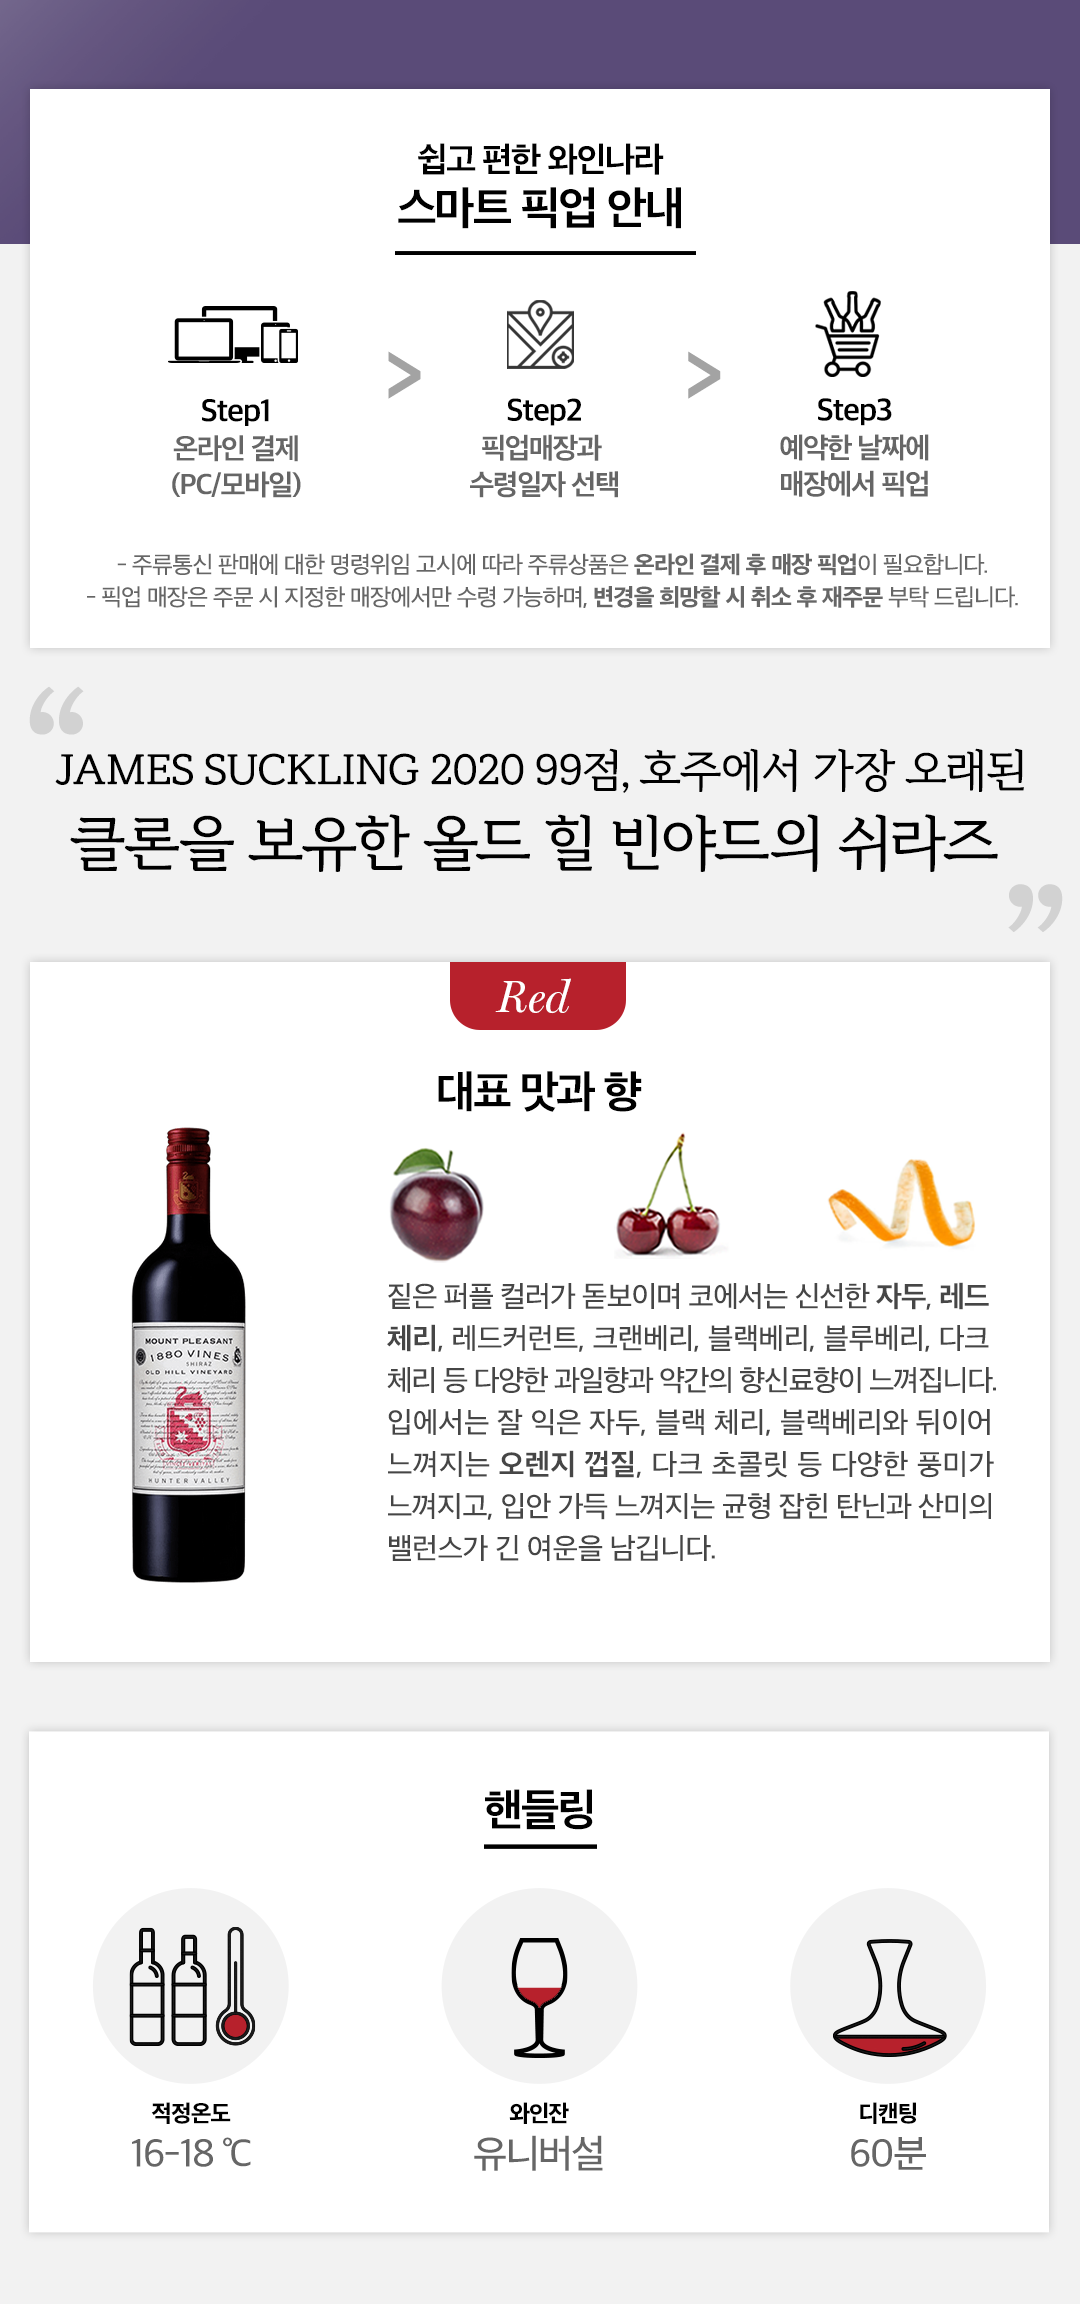 쉽고 편한 와인나라
스마트 픽업 안내
>
>
Step1
온라인 결제
(PC/모바일)
Step2
픽업매장과
수령일자 선택
Step3
예약한 날짜에
매장에서 픽업
- 주류통신 판매에 대한 명령위임 고시에 따라 주류상품은 온라인 결제 후 매장 픽업이 필요합니다.
- 픽업 매장은 주문 시 지정한 매장에서만 수령 가능하며, 변경을 희망할 시 취소 후 재주문 부탁 드립니다.
“
JAMES SUCKLING 2020 99점, 호주에서 가장 오래된
클론을 보유한 올드 힐 빈야드의 쉬라즈
”
Red
대표 맛과 향
MOUNT PLEASANT
1880 VINES
SHIRAZ
OLD HILL VINEYARD
HUNTER VALLEY
짙은 퍼플 컬러가 돋보이며 코에서는 신선한 자두, 레드
체리, 레드커런트, 크랜베리, 블랙베리, 블루베리, 다크
체리 등 다양한 과일향과 약간의 향신료향이 느껴집니다.
입에서는 잘 익은 자두, 블랙 체리, 블랙베리와 뒤이어
느껴지는 오렌지 껍질, 다크 초콜릿 등 다양한 풍미가
느껴지고, 입안 가득 느껴지는 균형 잡힌 탄닌과 산미의
밸런스가 긴 여운을 남깁니다.
핸들링
적정온도
16-18 ℃
와인잔
유니버설
디캔팅
60분